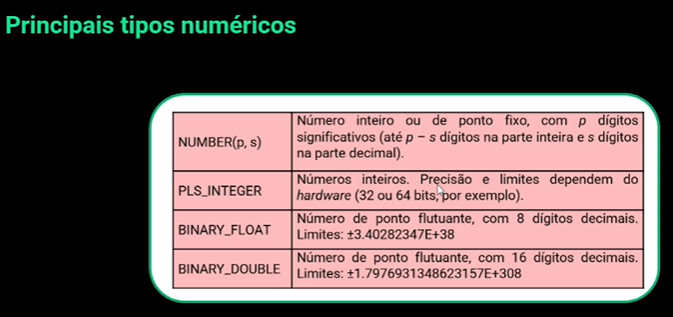 Principais tipos numéricos
Número inteiro ou de ponto fixo, com p dígitos
NUMBER(p, s)
significativos (até p – s dígitos na parte inteira e s dígitos
na parte decimal).
PLS_INTEGER
Números inteiros. Precisão e limites dependem do
hardware (32 ou 64 bits, por exemplo).
BINARY_FLOAT
Número de ponto flutuante, com 8 dígitos decimais.
Limites: ±3.40282347E+38
BINARY_DOUBLE
Número de ponto flutuante, com 16 dígitos decimais.
Limites: ±1.7976931348623157E+308